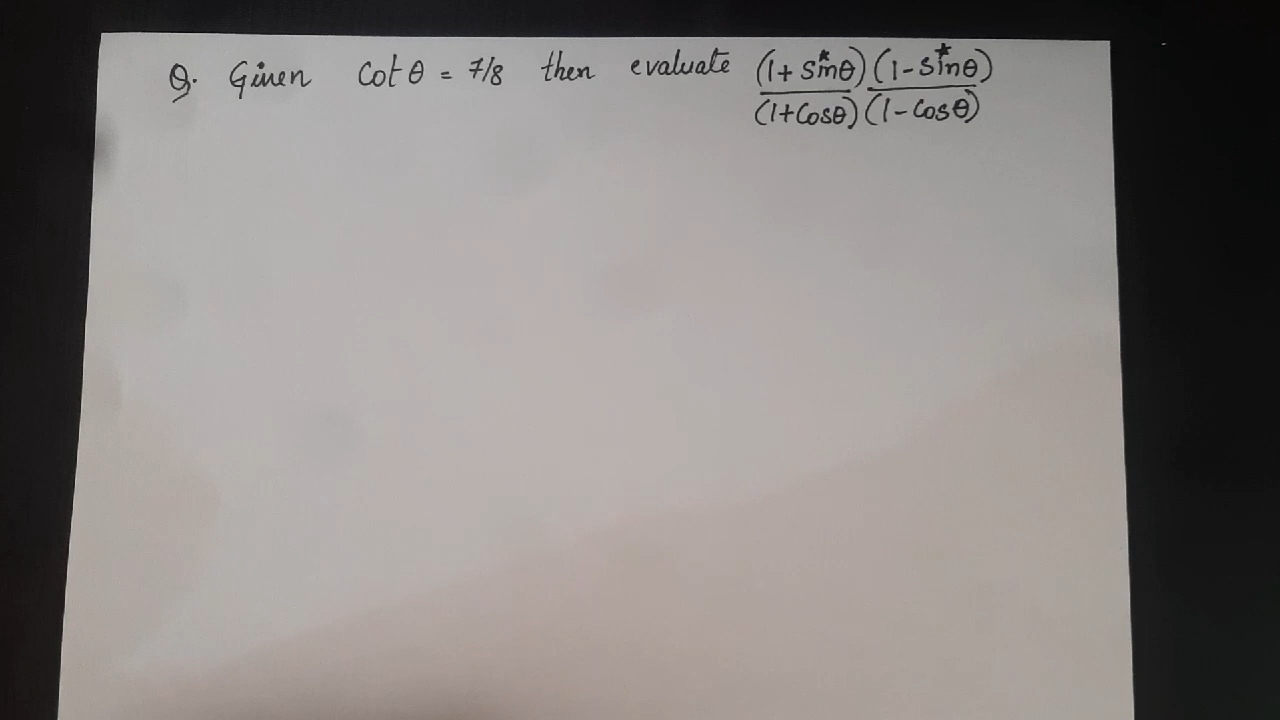 Q. Given cot θ = 7/8 then evaluate (1+ sinθ)(1-sinθ)
(1+cosθ)(1-cosθ)